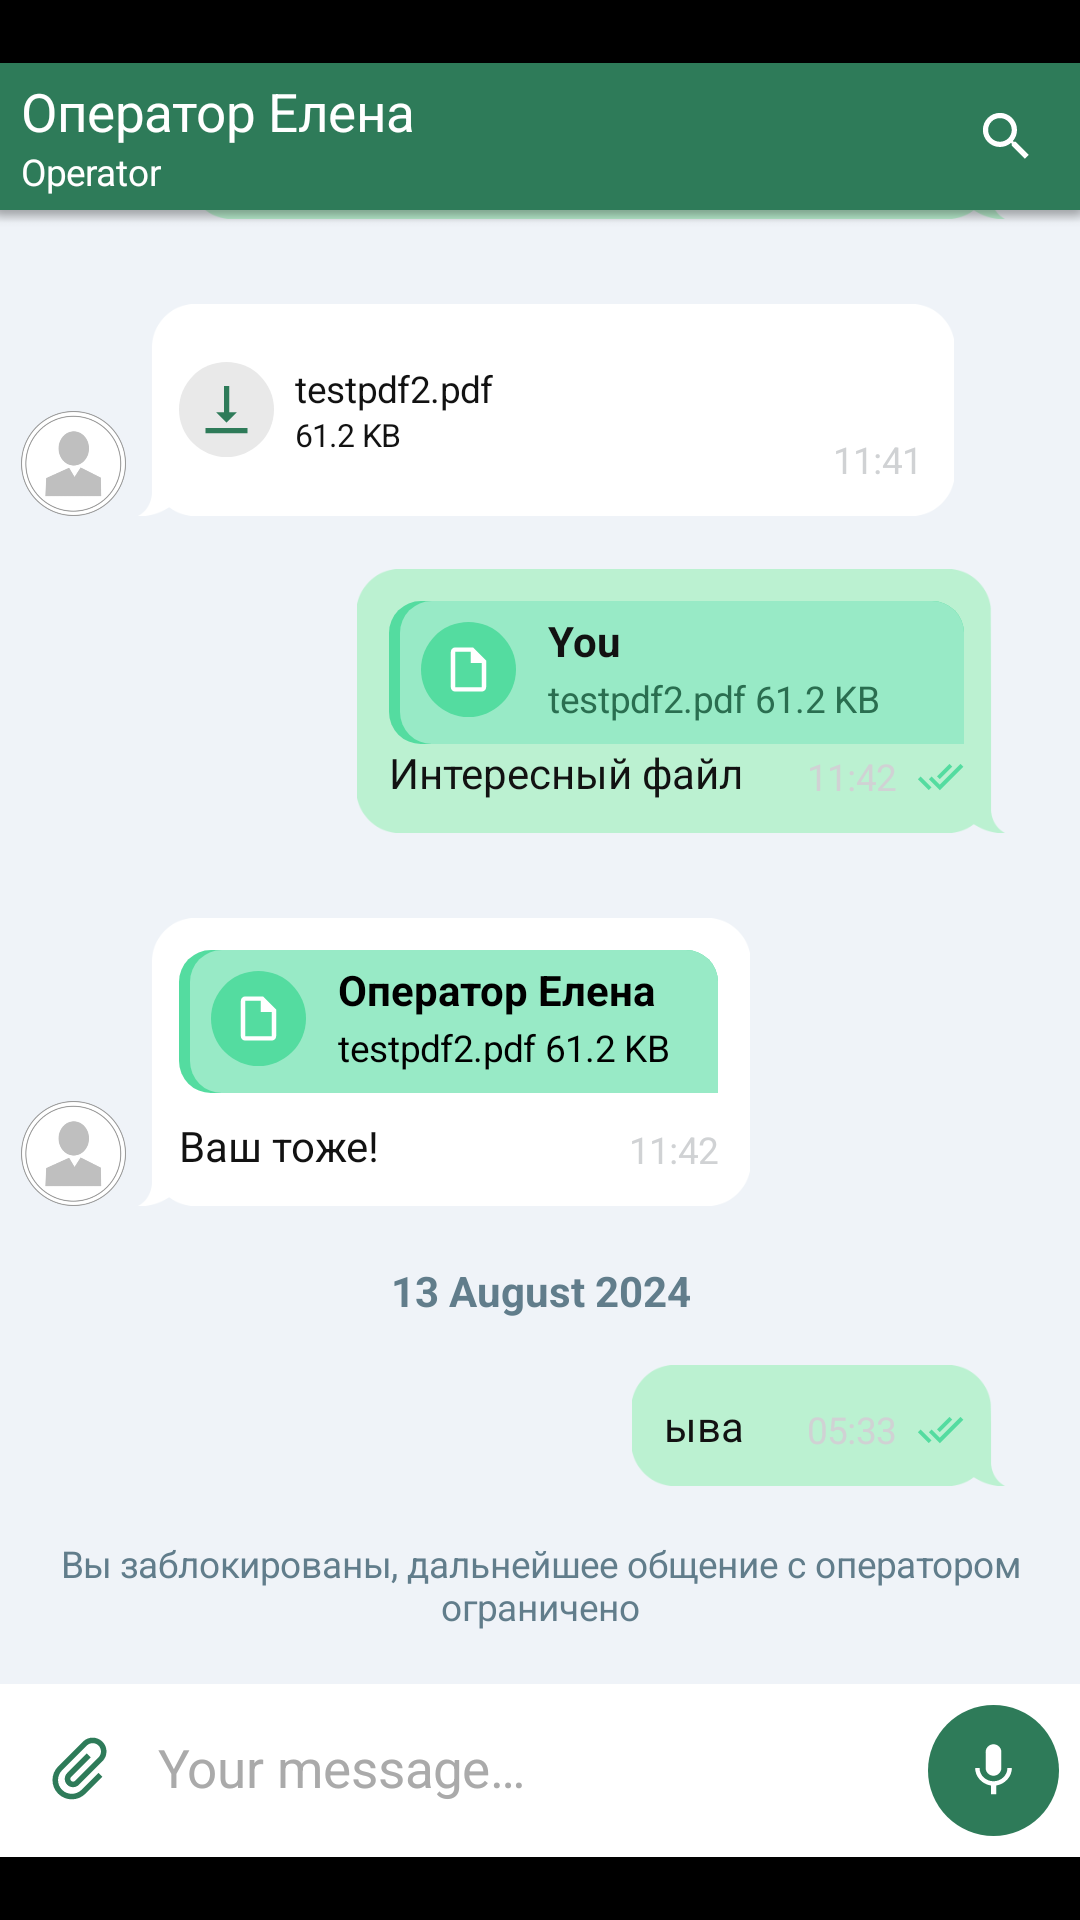 Оператор Елена
Operator
testpdf2.pdf
61.2 KB
11:41
You
testpdf2.pdf 61.2 KB
Интересный файл 11:42
Оператор Елена
testpdf2.pdf 61.2 KB
Ваш тоже! 11:42
13 August 2024
ыва 05:33
Вы заблокированы, дальнейшее общение с оператором
ограничено
Your message...